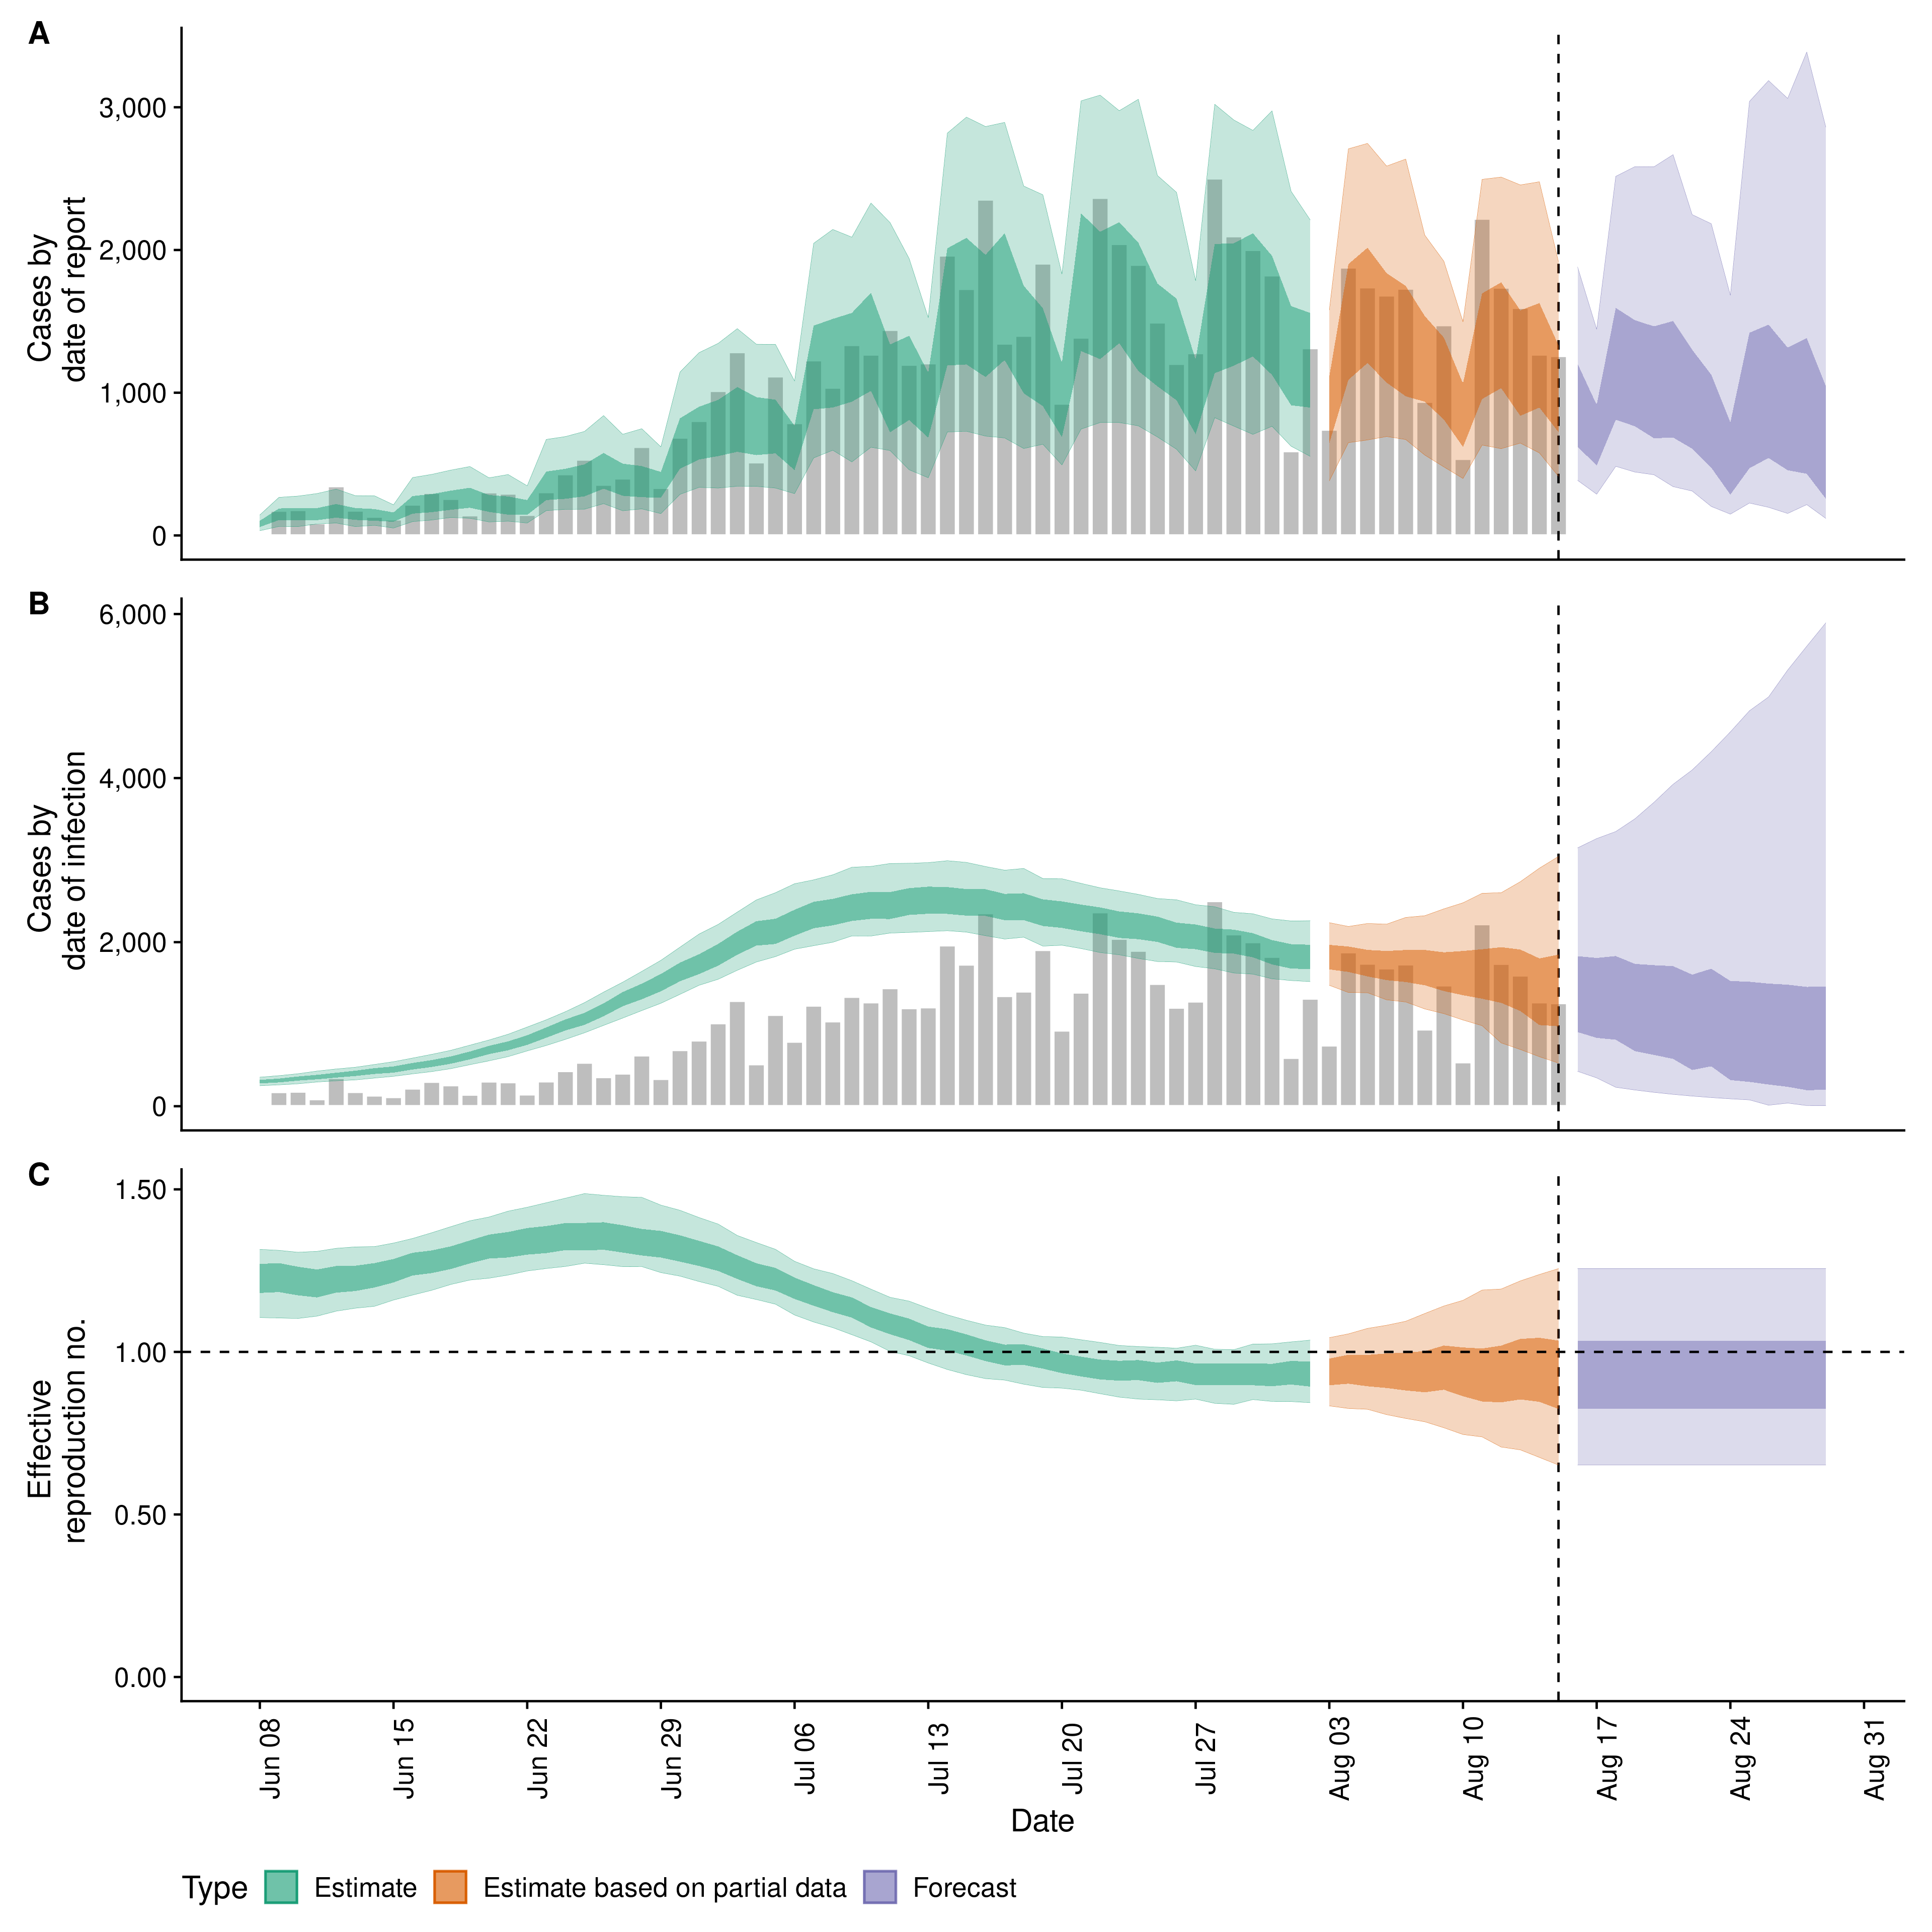 A
Cases by
date of report
3,000
2,000
1,000
0
B
Cases by
date of infection
6,000
4,000
2,000
0
C
Effective
reproduction no.
1.50
1.00
0.50
0.00
Jun 08
Jun 15
Jun 22
Jun 29
Jul 06
Jul 13
Jul 20
Jul 27
Aug 03
Aug 10
Aug 17
Aug 24
Aug 31
Date
Type Estimate Estimate based on partial data Forecast